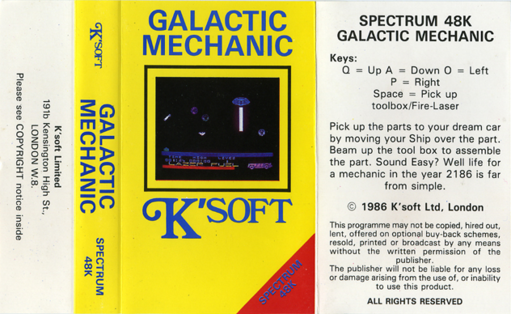 Please see COPYRIGHT notice inside
191b Kensington High St.,
LONDON W.8.
K'soft Limited
K'SOFT
GALACTIC
MECHANIC
SPECTRUM
48K
GALACTIC
MECHANIC
K'SOFT
SPECTRUM
48K
SPECTRUM 48K
GALACTIC MECHANIC
Keys:
Q = Up A = Down O = Left
P = Right
Space = Pick up
toolbox/Fire-Laser
Pick up the parts to your dream car
by moving your Ship over the part.
Beam up the tool box to assemble
the part. Sound Easy? Well life for
a mechanic in the year 2186 is far
from simple.
© 1986 K'soft Ltd, London
This programme may not be copied, hired out,
lent, offered on optional buy-back schemes,
resold, printed or broadcast by any means
without the written permission of the
publisher.
The publisher will not be liable for any loss
or damage arising from the use of, or inability
to use this product.
ALL RIGHTS RESERVED